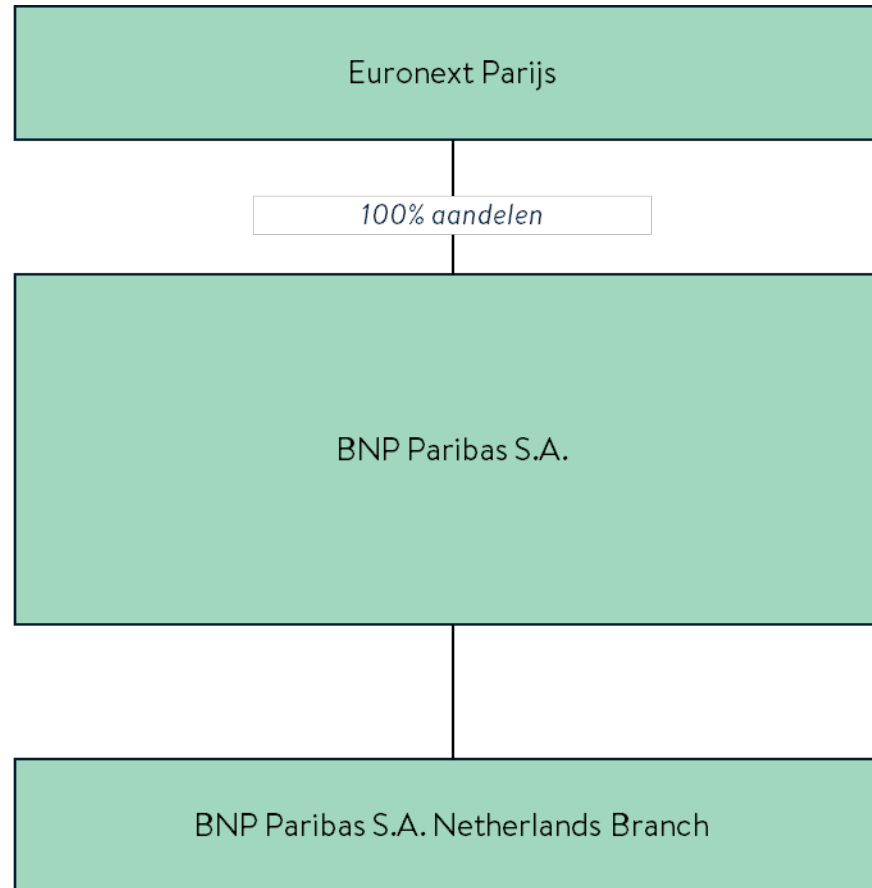 Euronext Parijs
100% aandelen
BNP Paribas S.A.
BNP Paribas S.A. Netherlands Branch